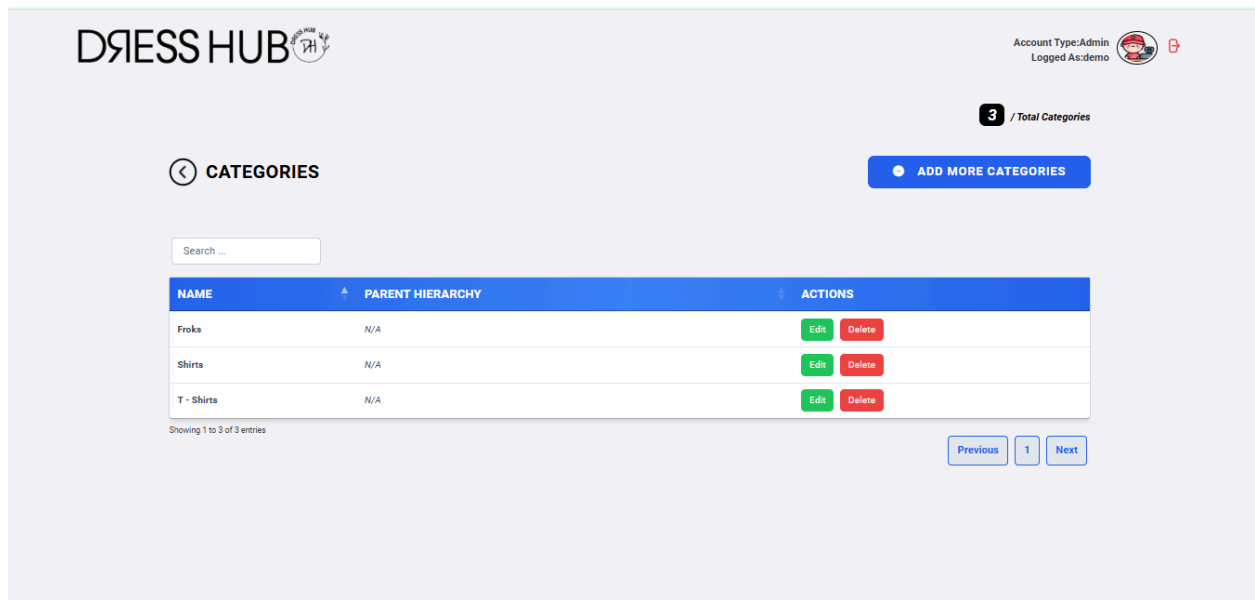 DRESS HUB
DRESS HUB
Account Type:Admin
Logged As:demo
3 / Total Categories
CATEGORIES
ADD MORE CATEGORIES
Search ...
NAME PARENT HIERARCHY ACTIONS
Froks N/A Edit Delete
Shirts N/A Edit Delete
T - Shirts N/A Edit Delete
Showing 1 to 3 of 3 entries
Previous 1 Next